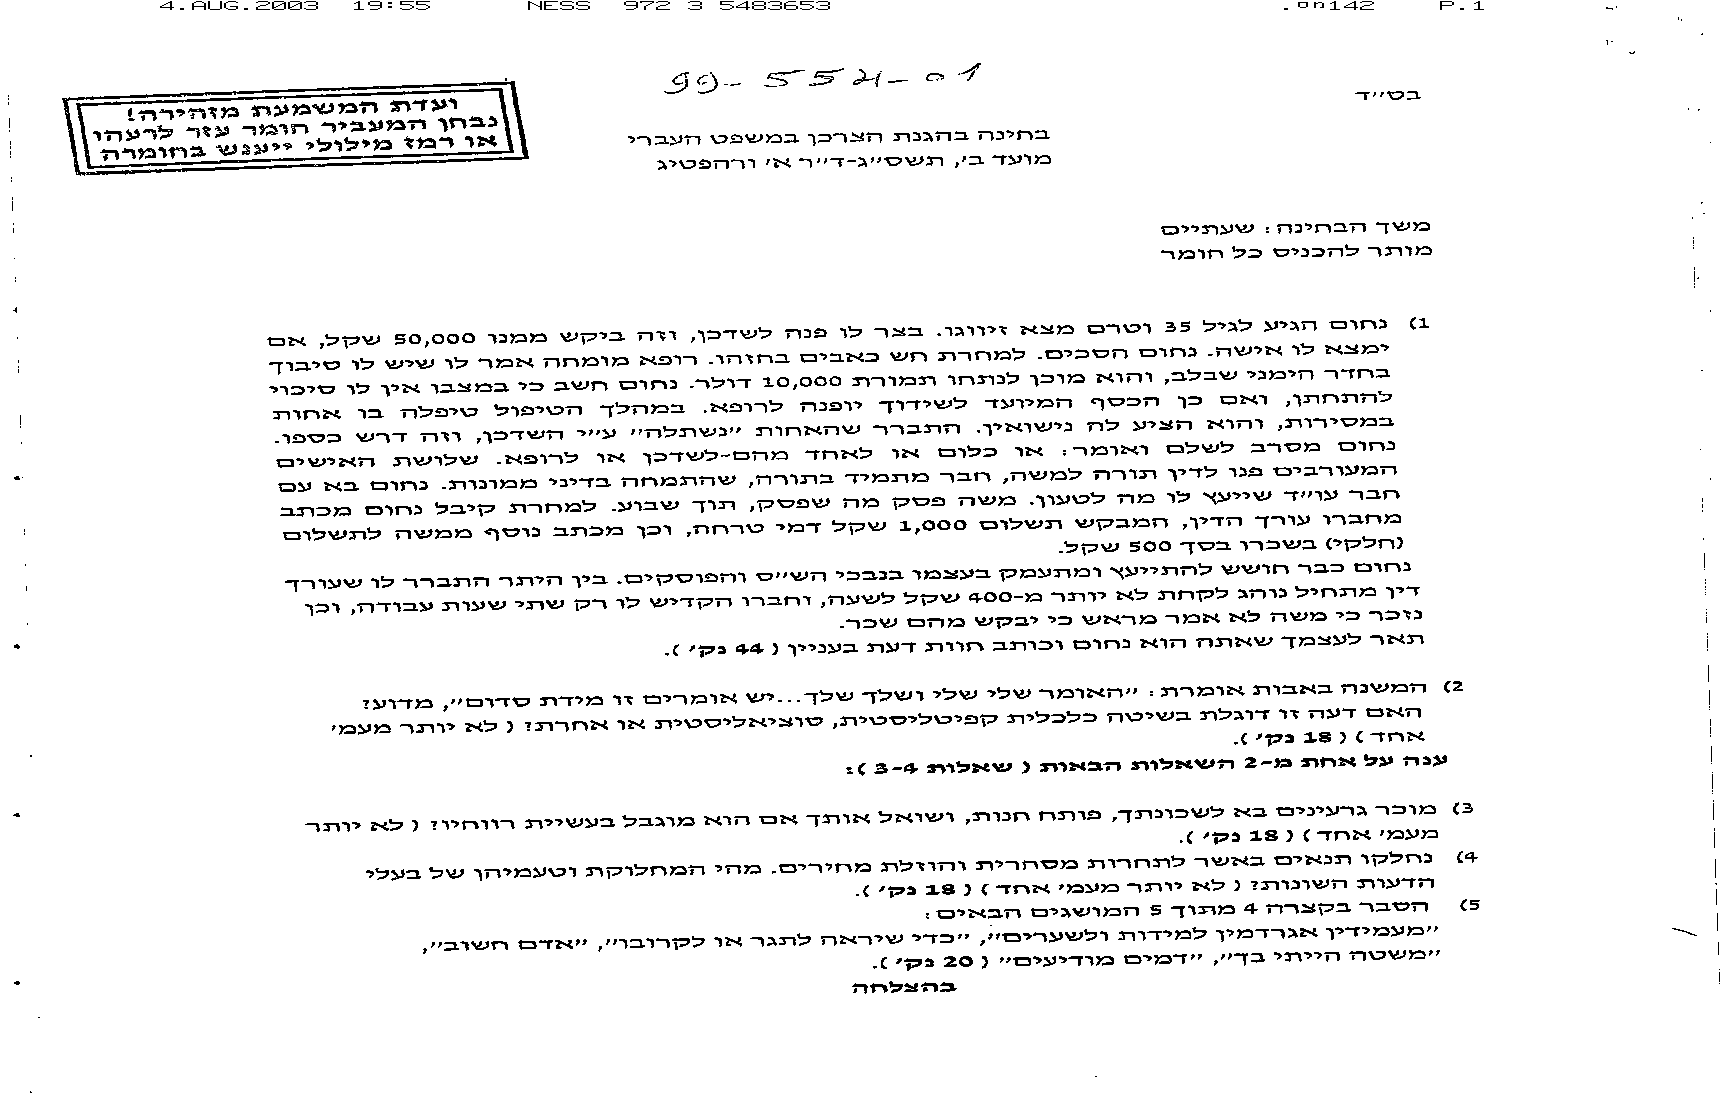 4.AUG.2003 19:55 NESS 972 3 5483653 P.1
99-554-01
בס״ד
ועדת המשמעת מזהירה!
נבחן המעביר חומר עזר לרעהו
או רמז מילולי ייענש בחומרה
בחינה בהגנת הצרכן במשפט העברי
מועד ב׳, תשס״ג-ד״ר א׳ ורהפטיג
משך הבחינה: שעתיים
מותר להכניס כל חומר
1) נחום הגיע לגיל 35 וטרם מצא זיווגו. בצר לו פנה לשדכן, וזה ביקש ממנו 50,000 שקל, אם
ימצא לו אישה. נחום הסכים. למחרת חש כאבים בחזהו. רופא מומחה אמר לו שיש לו סיבוך
בחדר הימני שבלב, והוא מוכן לנתחו תמורת 10,000 דולר. נחום חשב כי במצבו אין לו סיכוי
להתחתן, ואם כן הכסף המיועד לשידוך יופנה לרופא. במהלך הטיפול טיפלה בו אחות
במסירות, והוא הציע לה נישואין. התברר שהאחות ״נשתלה״ ע״י השדכן, וזה דרש כספו.
נחום מסרב לשלם ואומר: או כלום או לאחד מהם-לשדכן או לרופא. שלושת האישים
המעורבים פנו לדין תורה למשה, חבר מתמיד בתורה, שהתמחה בדיני ממונות. נחום בא עם
חבר עו״ד שייעץ לו מה לטעון. משה פסק מה שפסק, תוך שבוע. למחרת קיבל נחום מכתב
מחברו עורך הדין, המבקש תשלום 1,000 שקל דמי טרחה, וכן מכתב נוסף ממשה לתשלום
(חלקי) בשכרו בסך 500 שקל.
נחום כבר חושש להתייעץ ומתעמק בעצמו בנבכי הש״ס והפוסקים. בין היתר התברר לו שעורך
דין מתחיל נוהג לקחת לא יותר מ-400 שקל לשעה, וחברו הקדיש לו רק שתי שעות עבודה, וכן
נזכר כי משה לא אמר מראש כי יבקש מהם שכר.
תאר לעצמך שאתה הוא נחום וכותב חוות דעת בעניין ( 44 נק׳ ).
2) המשנה באבות אומרת: ״האומר שלי שלי ושלך שלך...יש אומרים זו מידת סדום״, מדוע?
האם דעה זו דוגלת בשיטה כלכלית קפיטליסטית, סוציאליסטית או אחרת? ( לא יותר מעמ׳
אחד ) ( 18 נק׳ ).
ענה על אחת מ-2 השאלות הבאות ( שאלות 3-4 ):
3) מוכר גרעינים בא לשכונתך, פותח חנות, ושואל אותך אם הוא מוגבל בעשיית רווחיו? ( לא יותר
מעמ׳ אחד ) ( 18 נק׳ ).
4) נחלקו תנאים באשר לתחרות מסחרית והוזלת מחירים. מהי המחלוקת וטעמיהן של בעלי
הדעות השונות? ( לא יותר מעמ׳ אחד ) ( 18 נק׳ ).
5) הסבר בקצרה 4 מתוך 5 המושגים הבאים:
״מעמידין אגרדמין למידות ולשערים״, ״כדי שיראה לתגר או לקרובו״, ״אדם חשוב״,
״משטה הייתי בך״, ״דמים מודיעים״ ( 20 נק׳ ).
בהצלחה